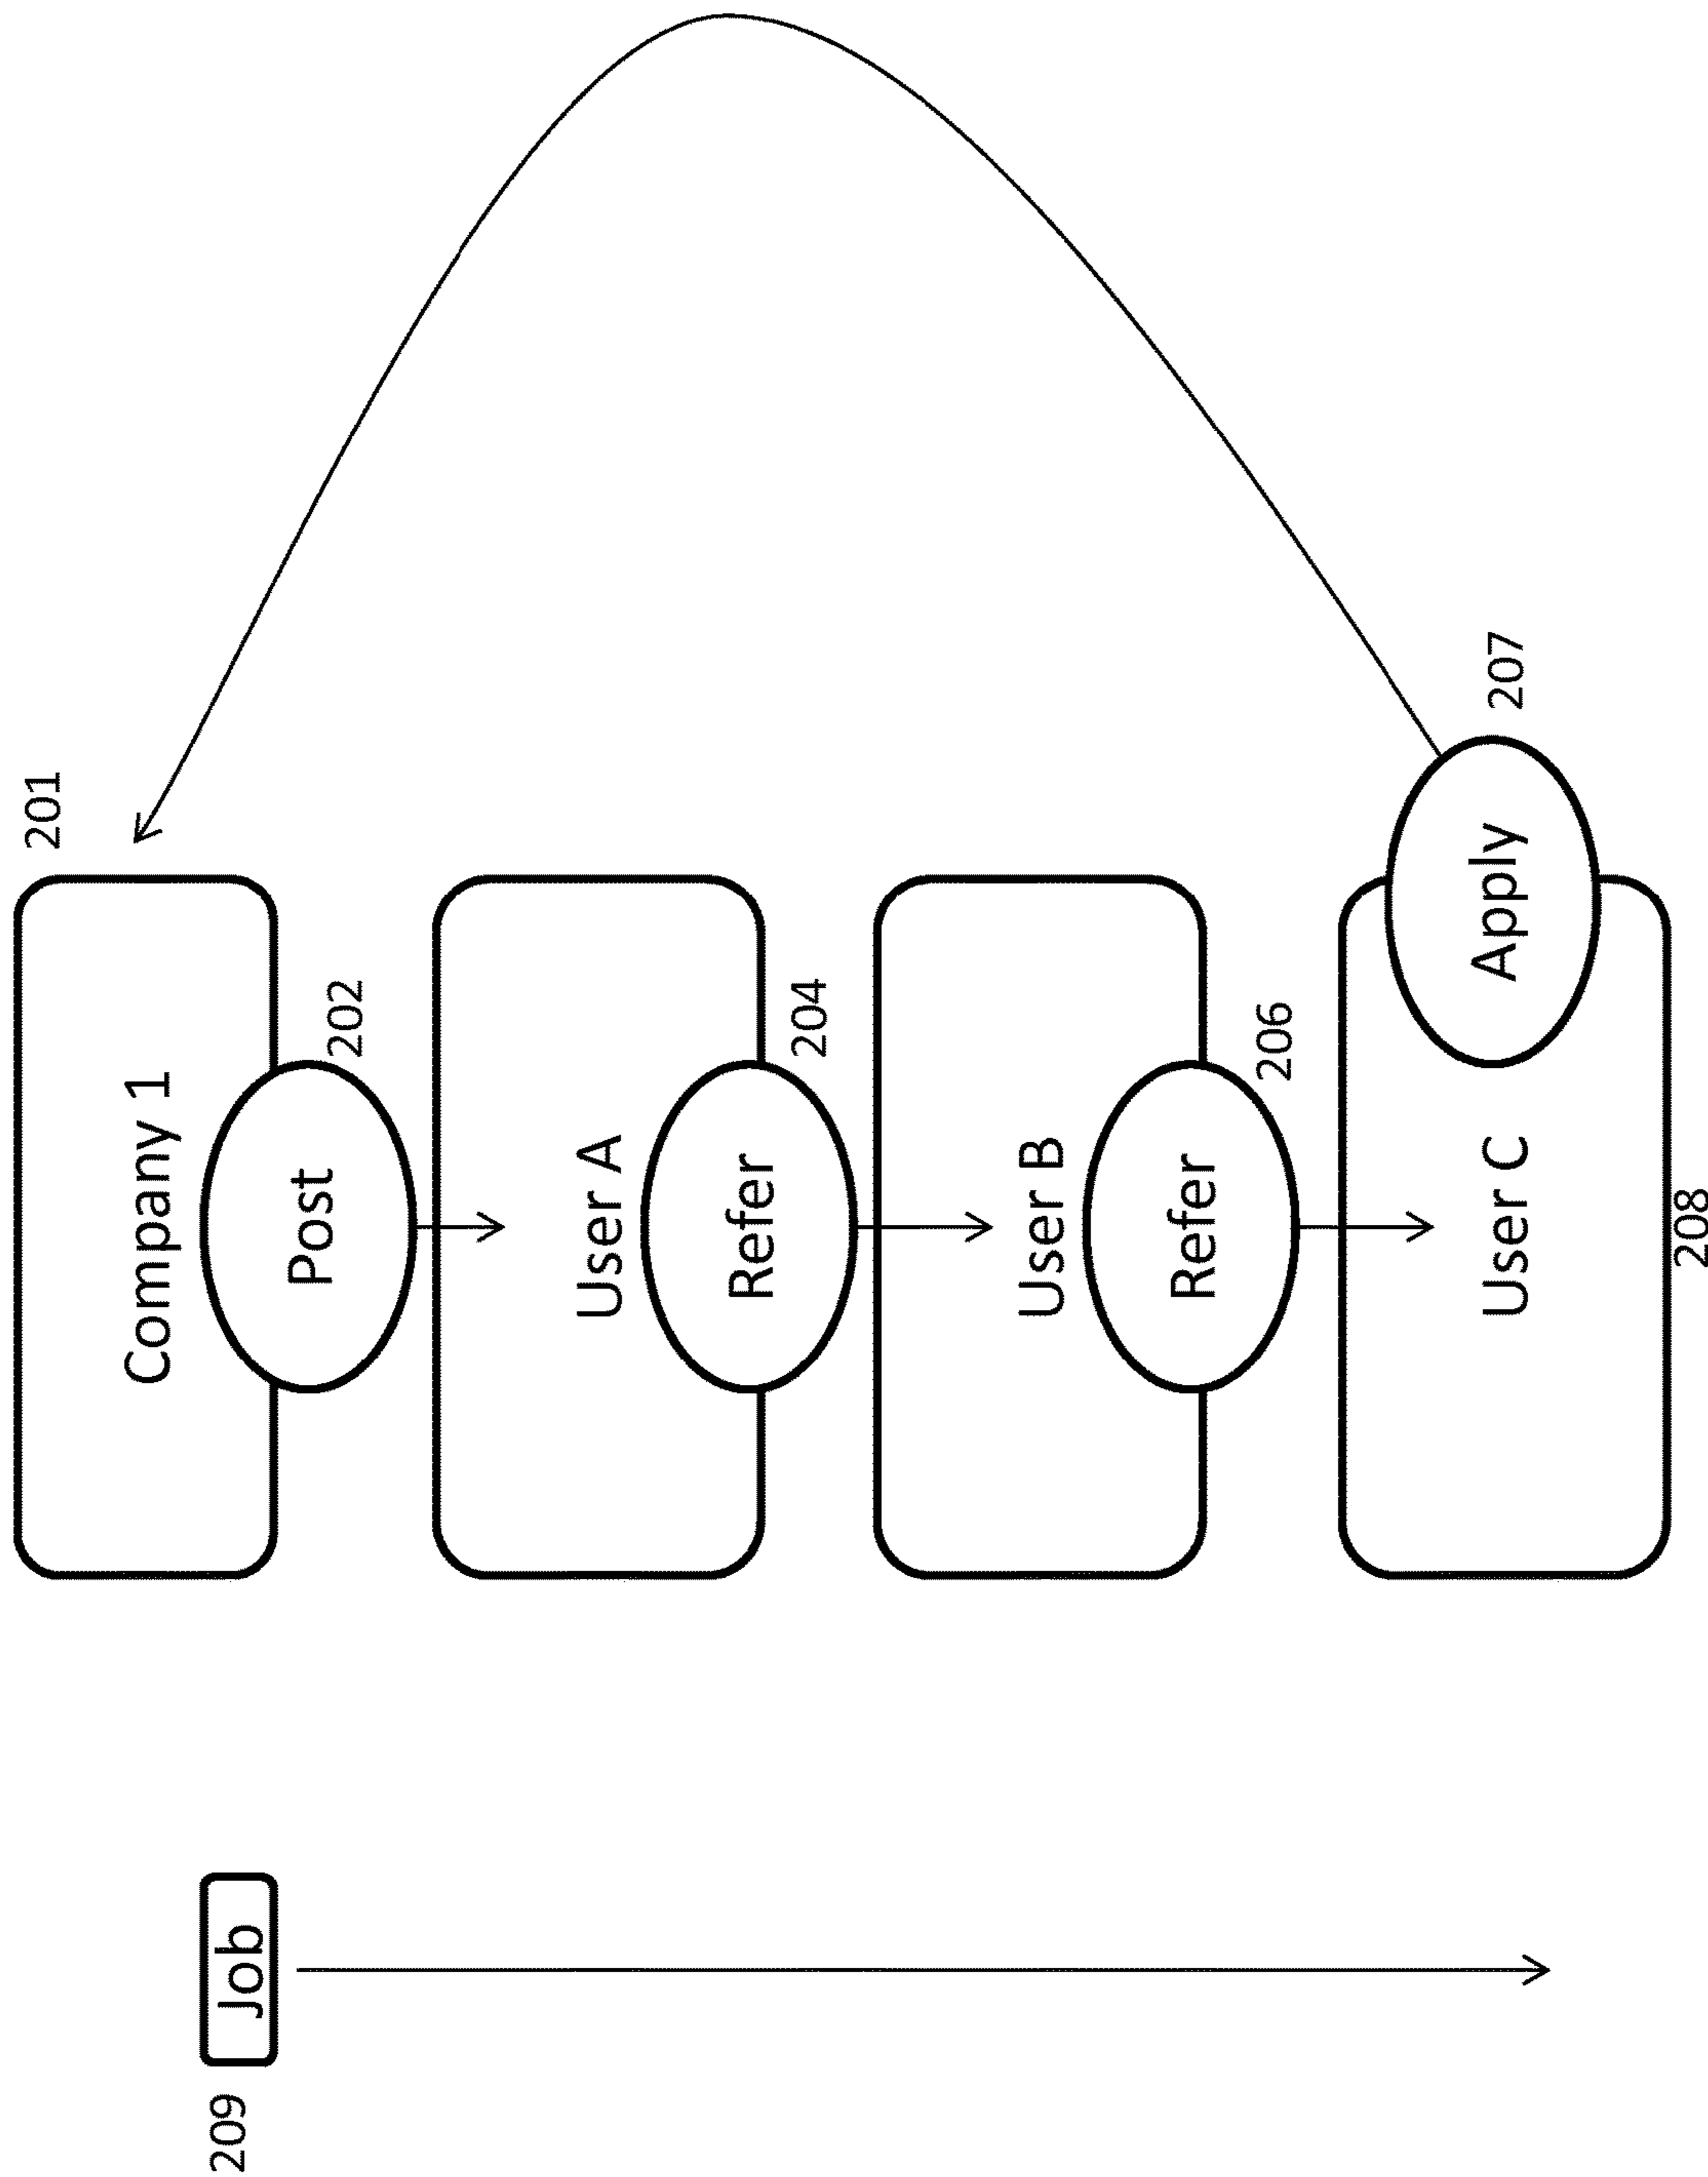 209
Job
Company 1
201
Post
202
User A
Refer
204
User B
Refer
206
User C
Apply
207
208